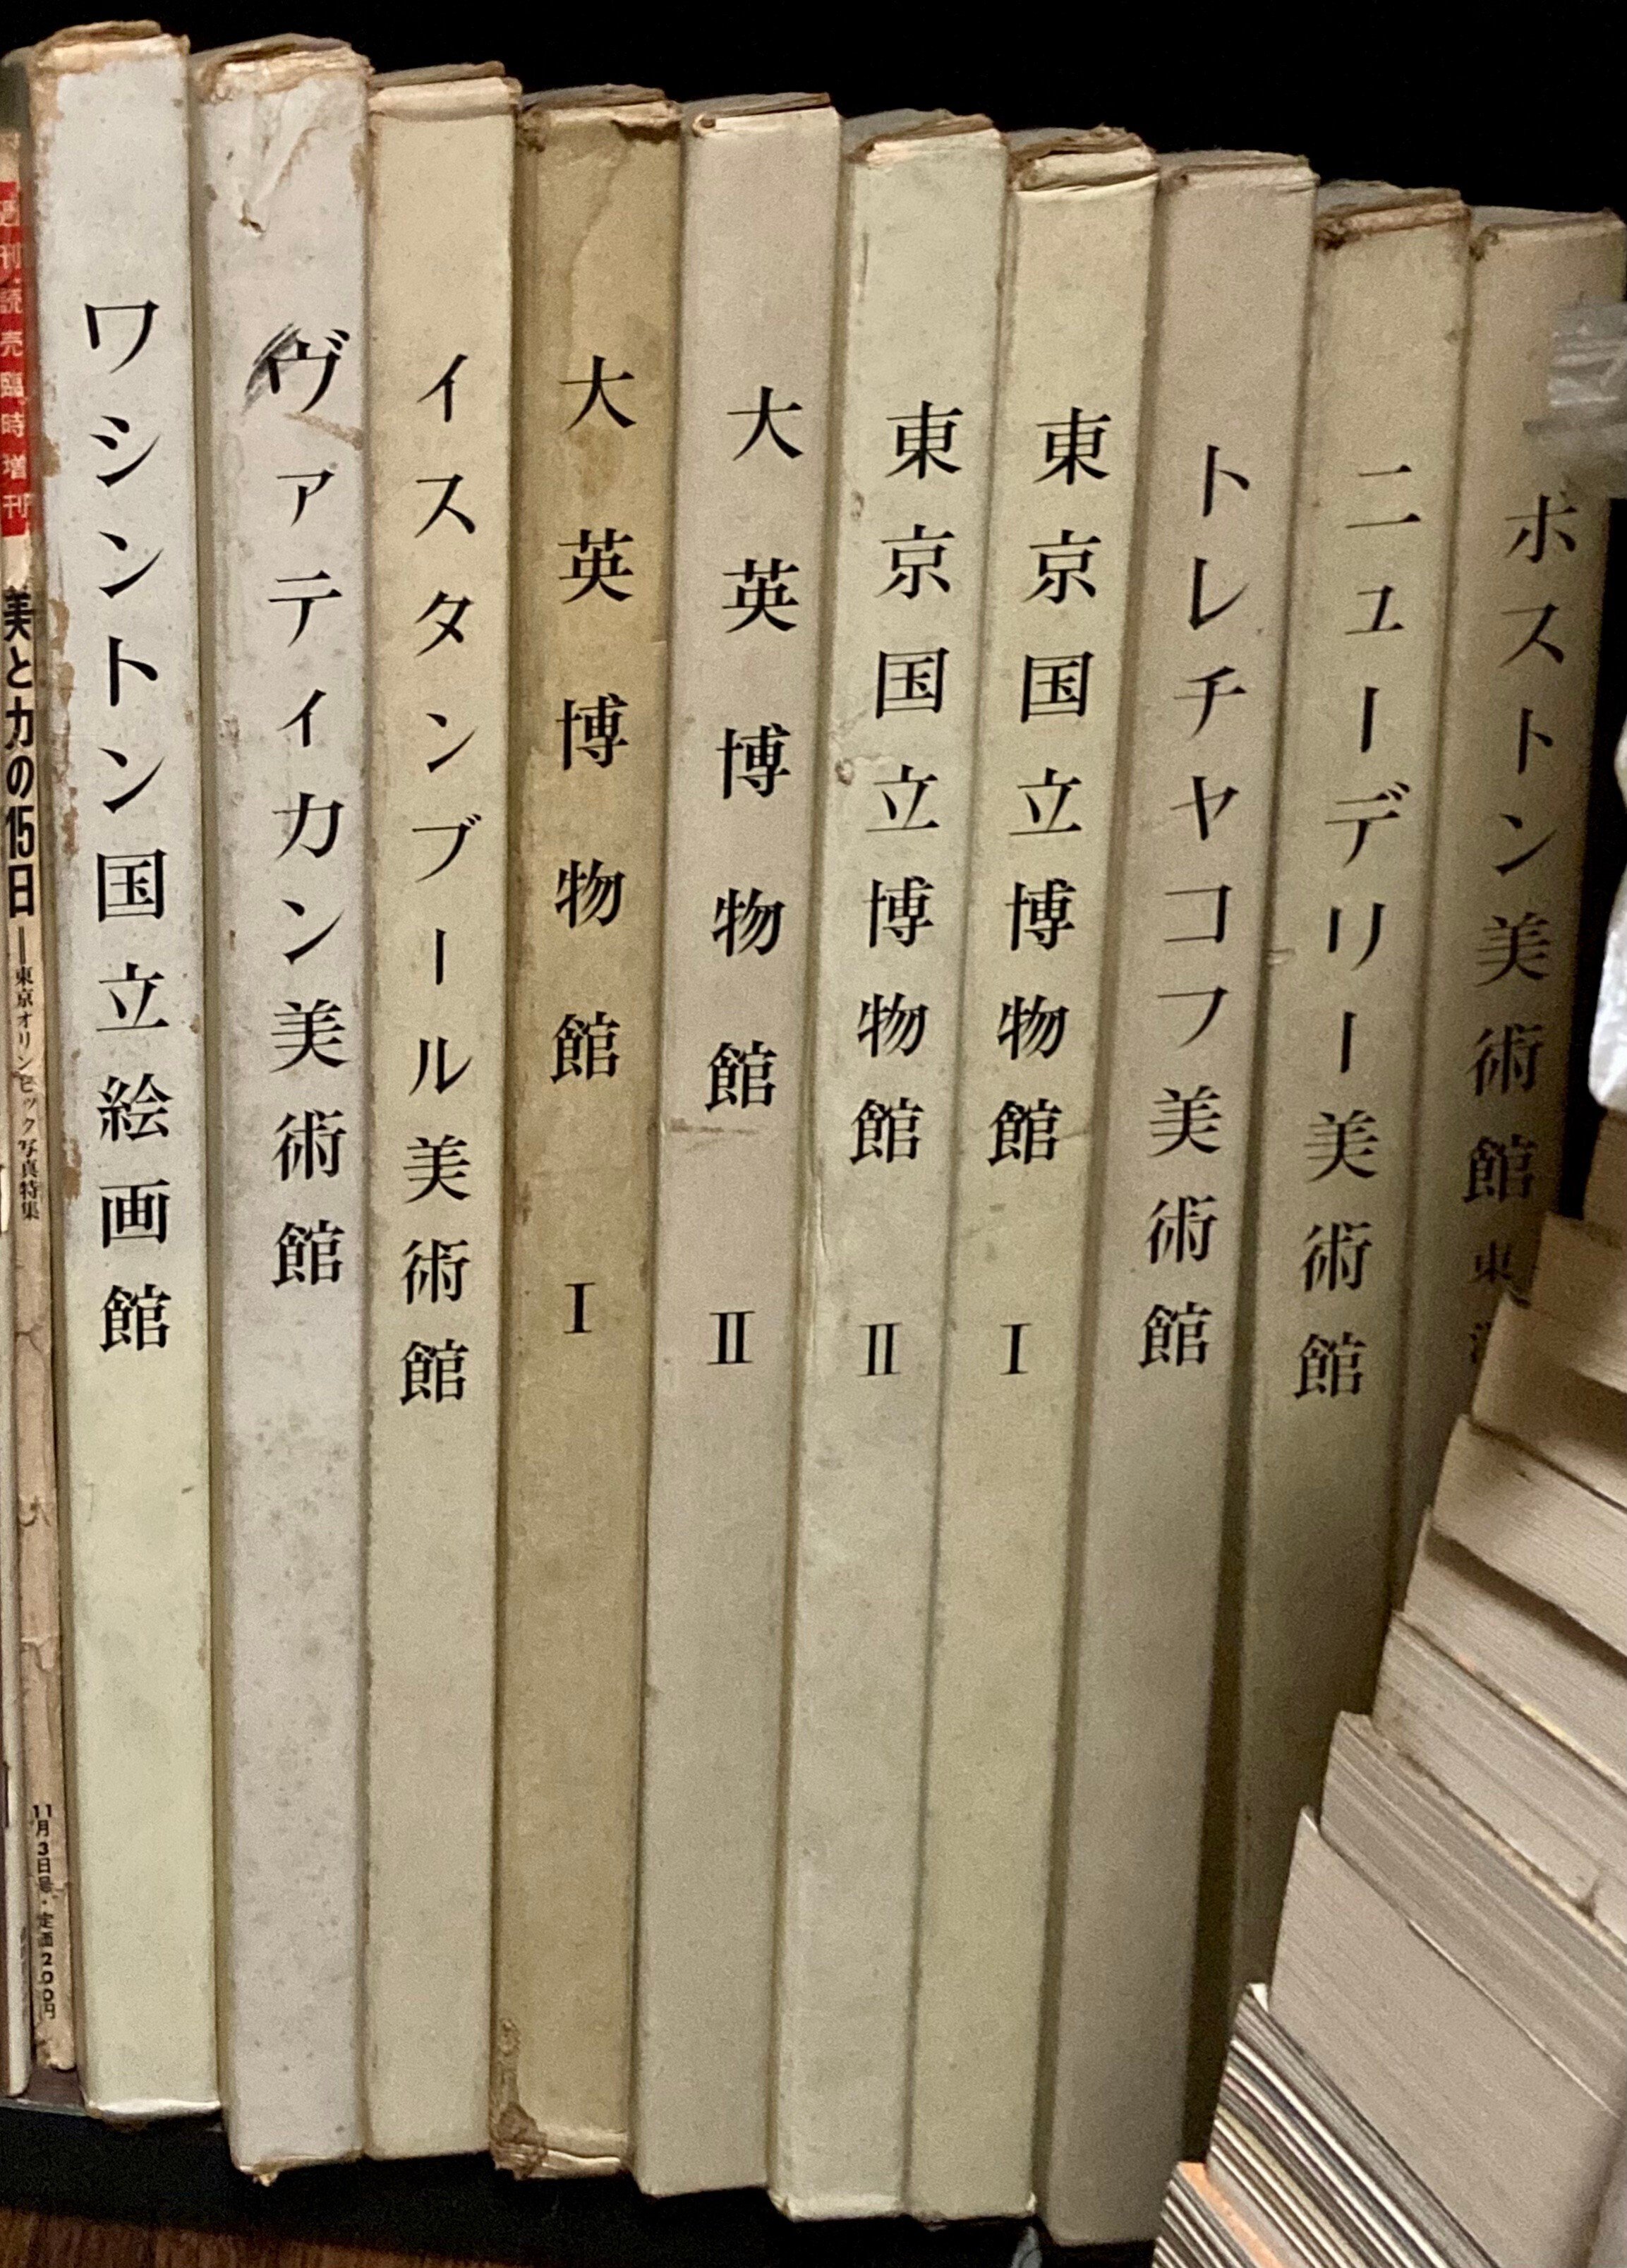 週刊読売臨時増刊
美と力の15日―東京オリンピック写真特集
11月3日号・定価200円
ワシントン国立絵画館
ヴァティカン美術館
イスタンブール美術館
大英博物館 Ⅰ
大英博物館 Ⅱ
東京国立博物館 Ⅱ
東京国立博物館 Ⅰ
トレチヤコフ美術館
ニューデリー美術館
ボストン美術館 東